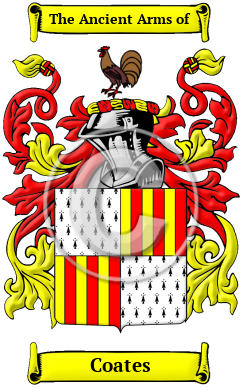 The Ancient Arms of
Coates